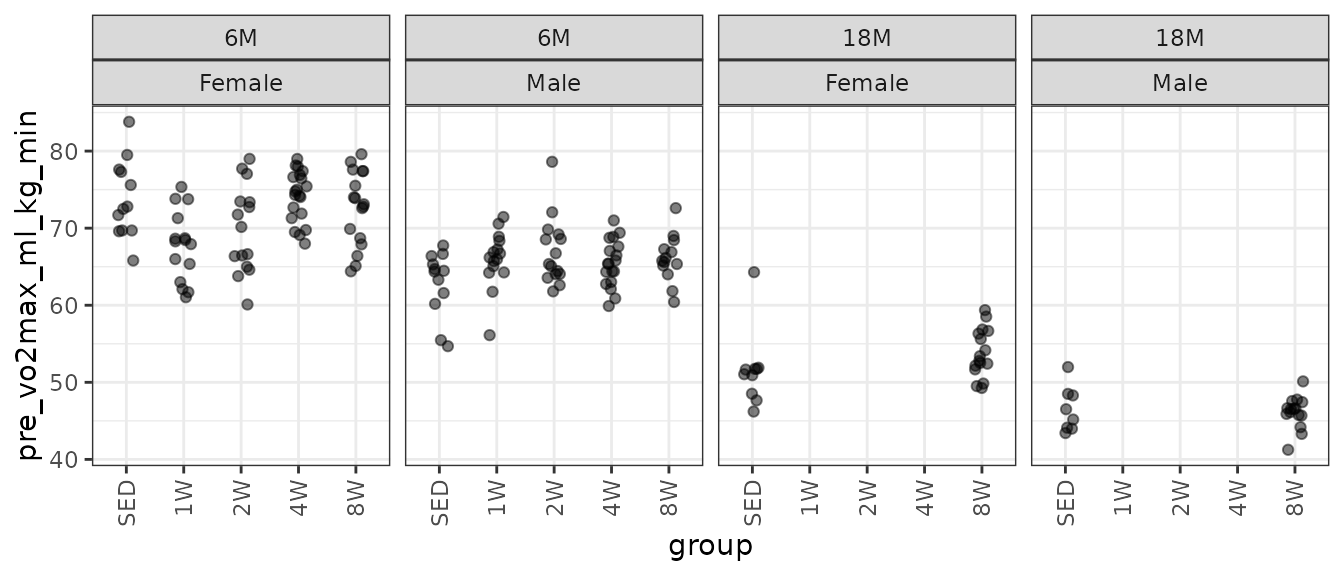 6M 6M 18M 18M
Female Male Female Male
pre_vo2max_ml_kg_min
80
70
60
50
40
SED 1W 2W 4W 8W SED 1W 2W 4W 8W SED 1W 2W 4W 8W SED 1W 2W 4W 8W
group